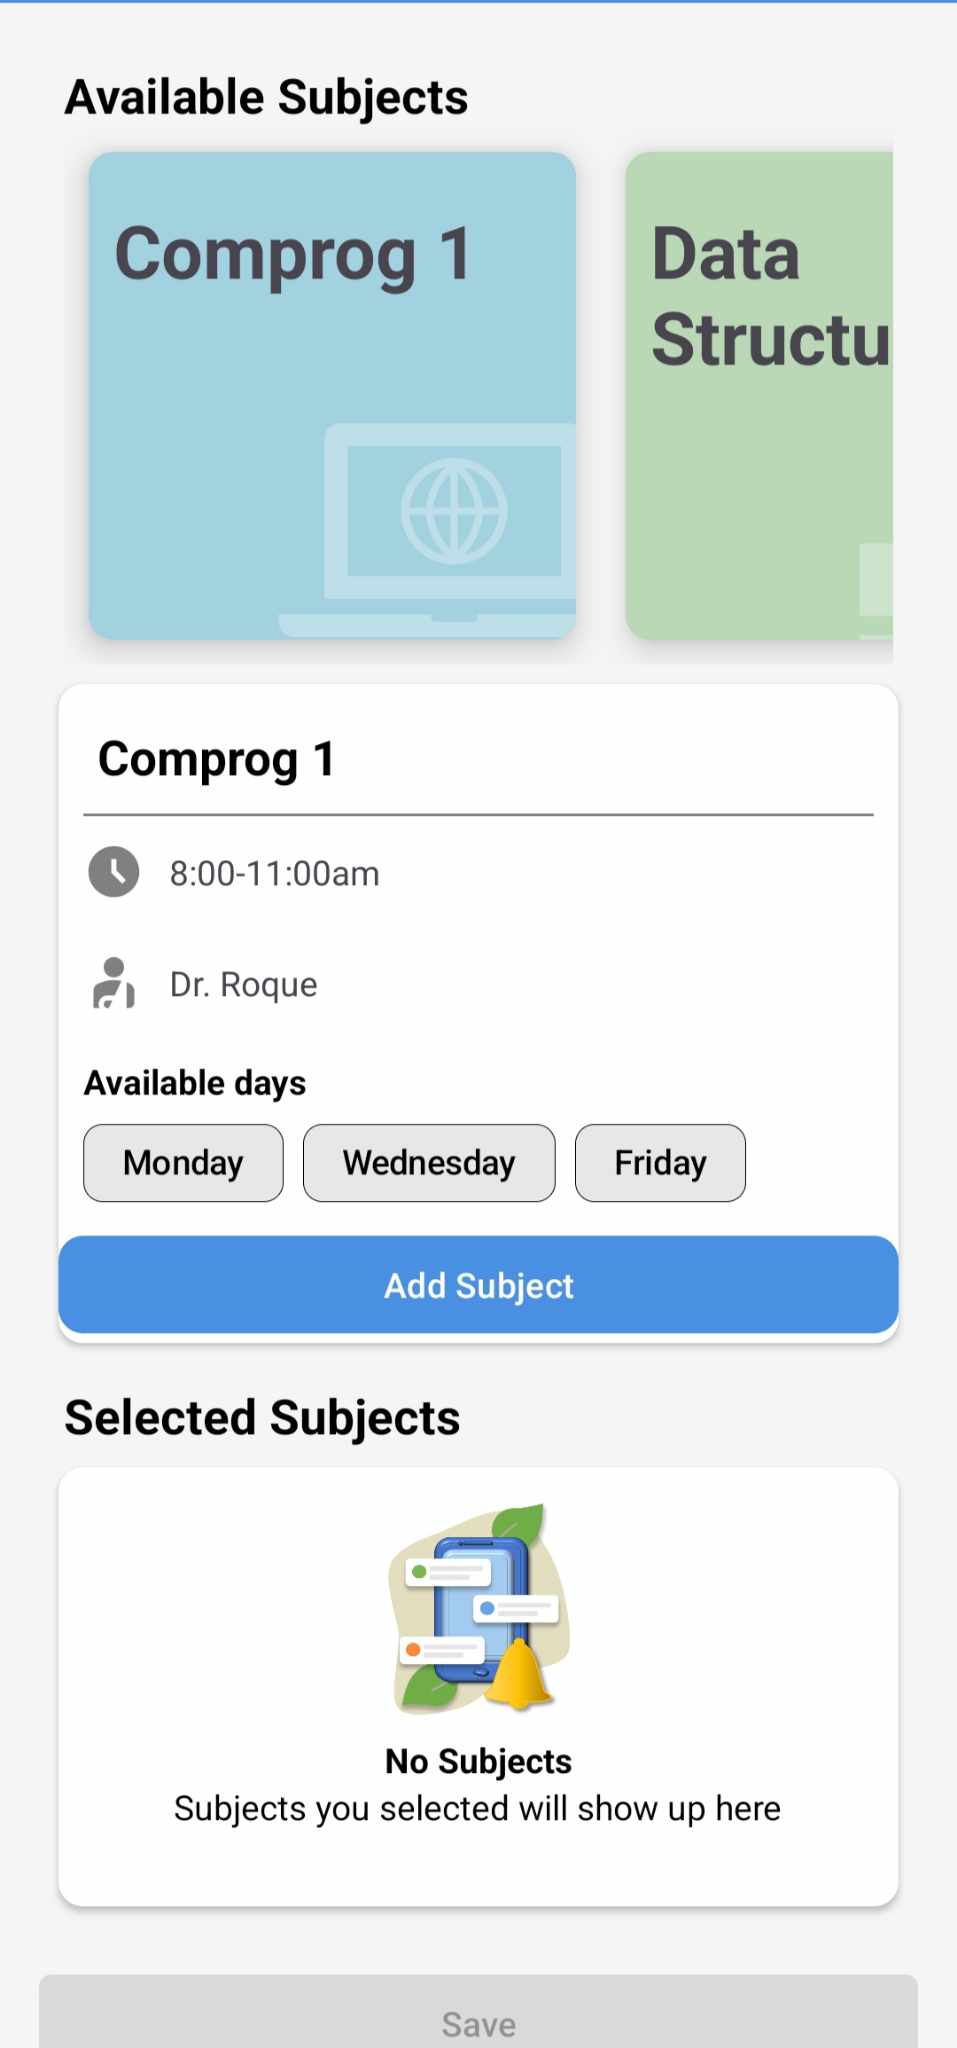 Available Subjects
Comprog 1
Data
Structu
Comprog 1
8:00-11:00am
Dr. Roque
Available days
Monday
Wednesday
Friday
Add Subject
Selected Subjects
No Subjects
Subjects you selected will show up here
Save